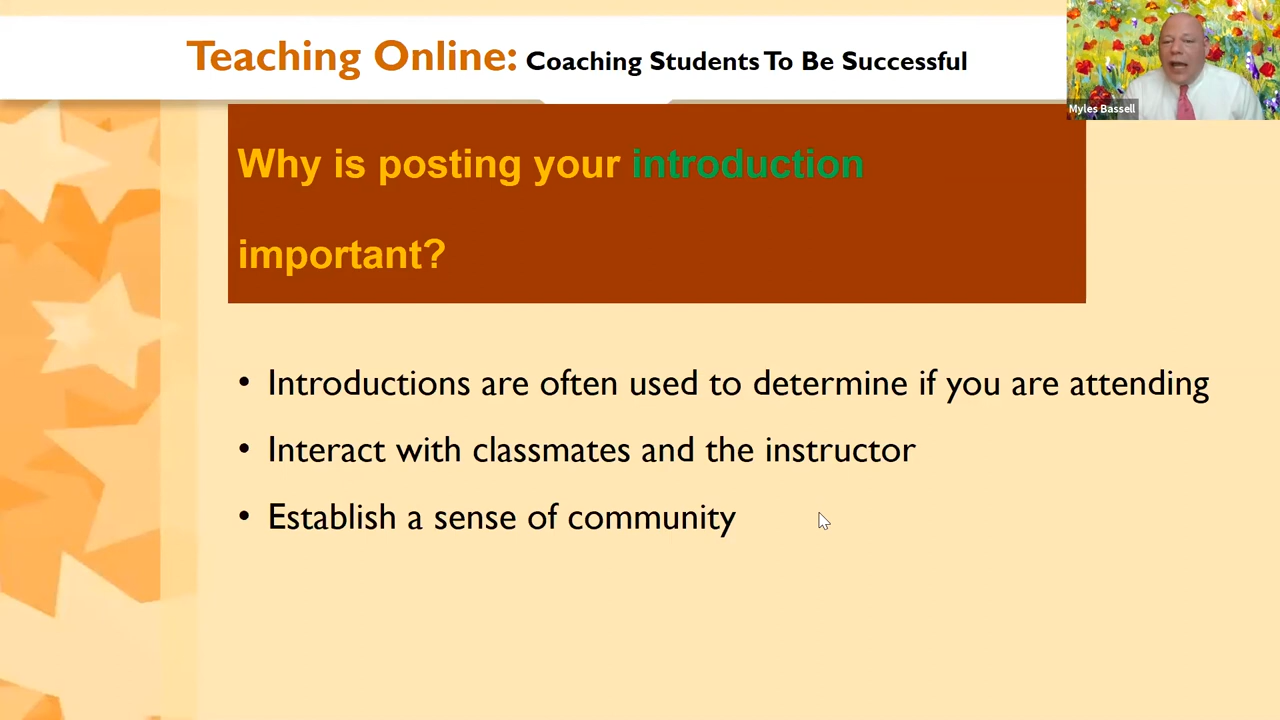 Teaching Online: Coaching Students To Be Successful
Myles Bassell
Why is posting your introduction
important?
• Introductions are often used to determine if you are attending
• Interact with classmates and the instructor
• Establish a sense of community